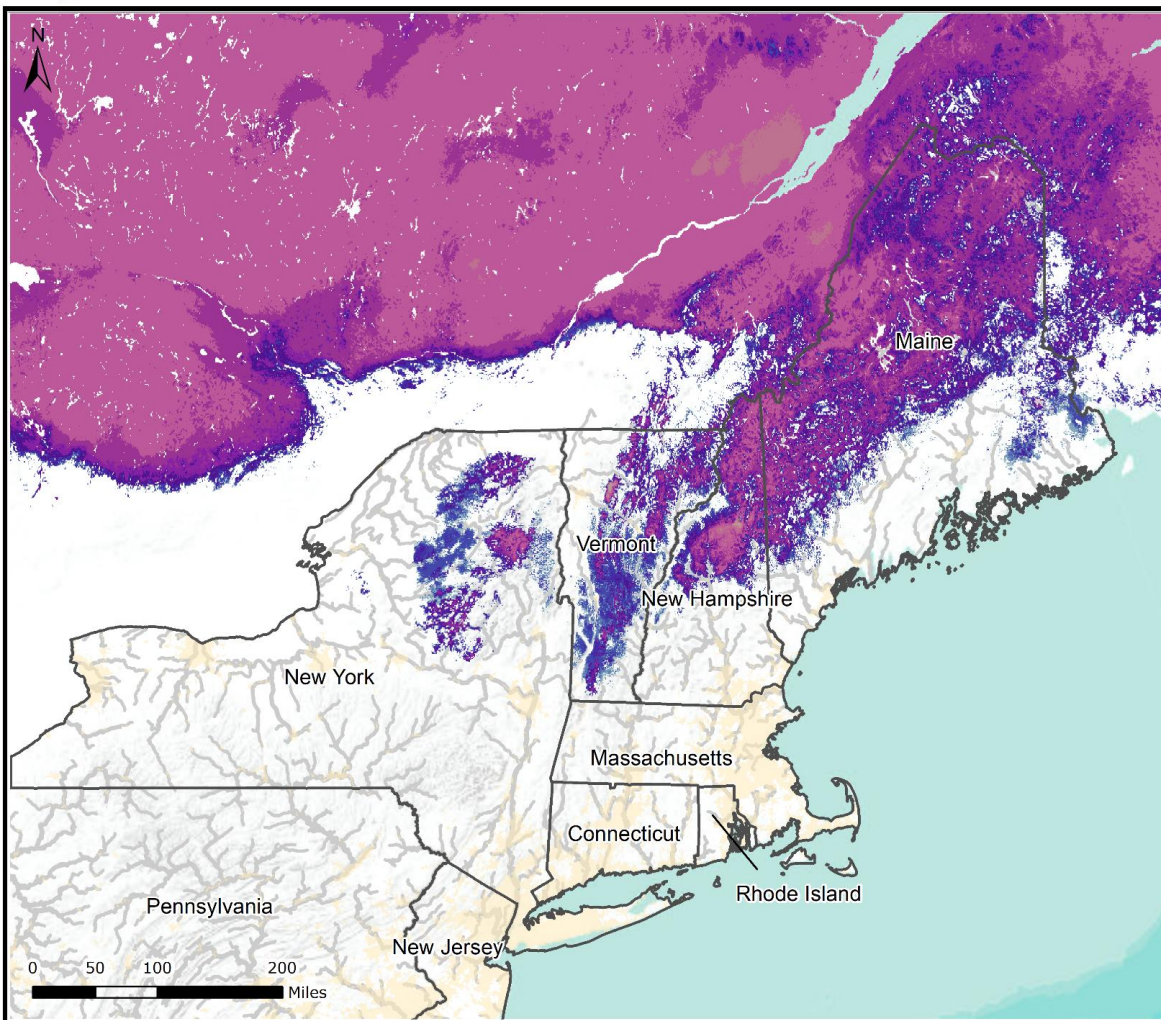 N
Maine
Vermont
New Hampshire
New York
Massachusetts
Connecticut
Rhode Island
Pennsylvania
New Jersey
0 50 100 200
Miles